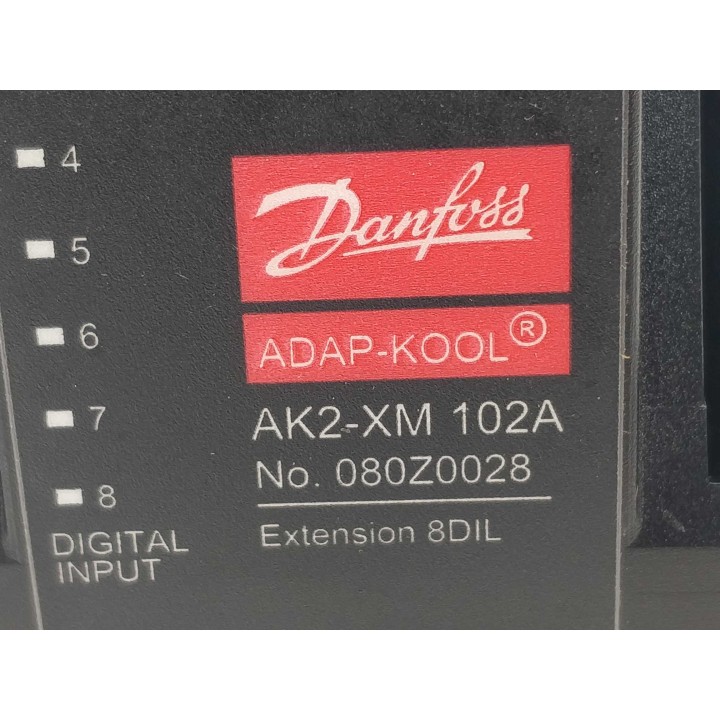 4
5
6
7
8
DIGITAL
INPUT
Danfoss
ADAP-KOOL®
AK2-XM 102A
No. 080Z0028
Extension 8DIL